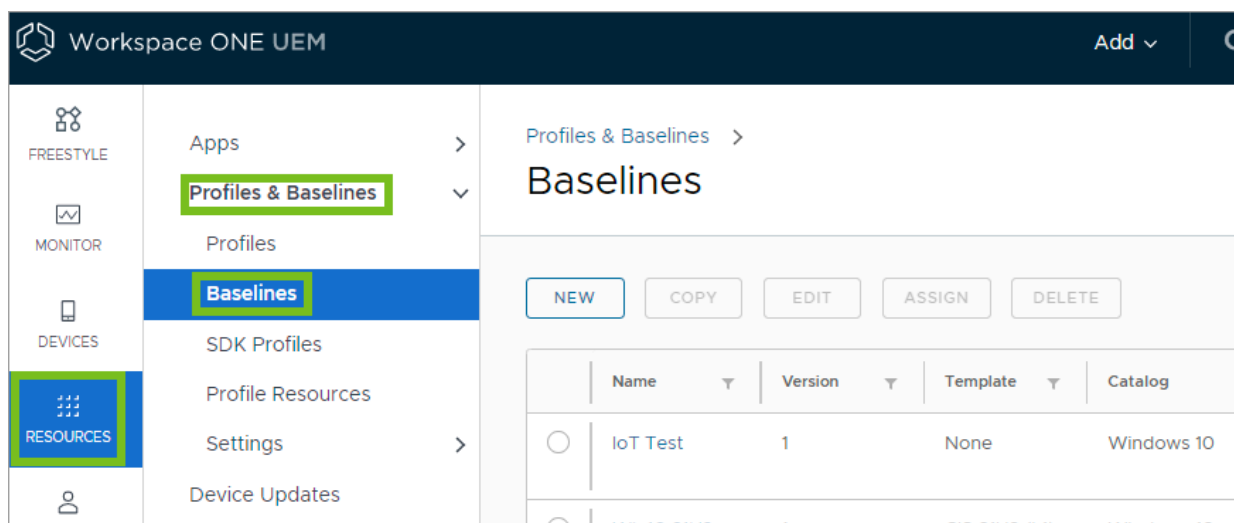 Workspace ONE UEM
Add
FREESTYLE
MONITOR
DEVICES
RESOURCES
Apps
Profiles & Baselines
Profiles
Baselines
SDK Profiles
Profile Resources
Settings
Device Updates
Profiles & Baselines
Baselines
NEW COPY EDIT ASSIGN DELETE
Name Version Template Catalog
IoT Test 1 None Windows 10